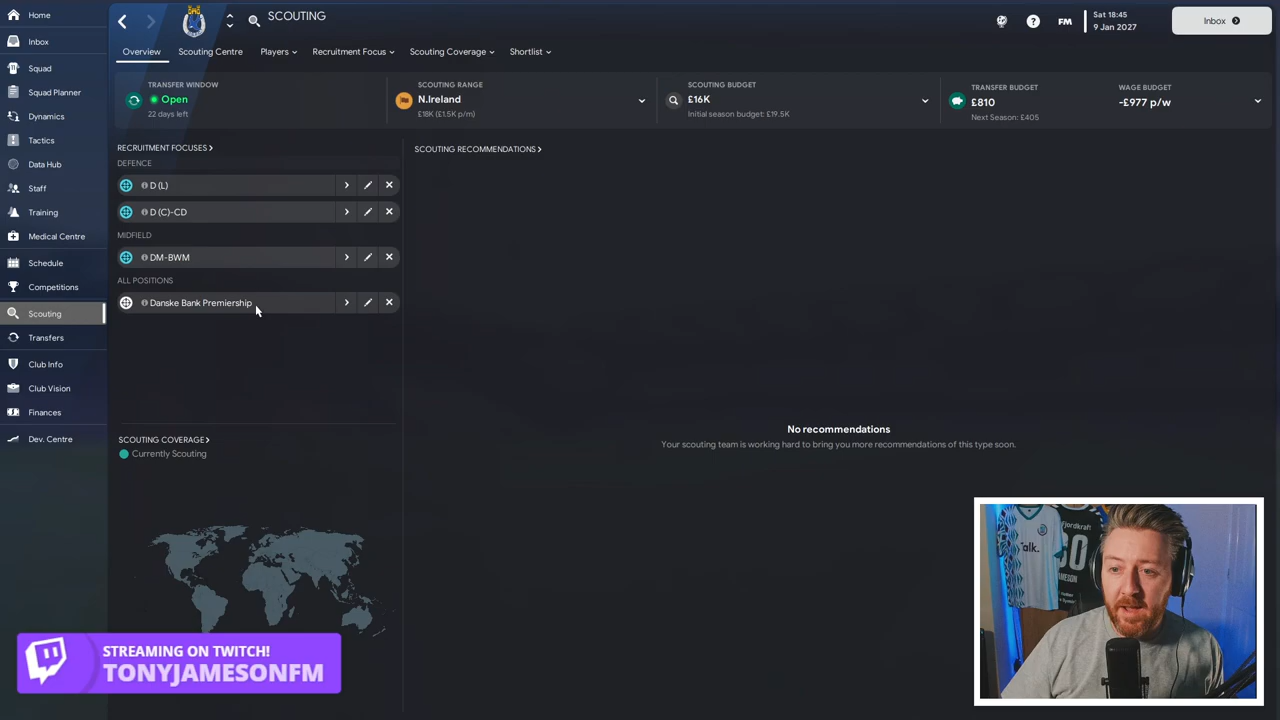 Home
Inbox
Squad
Squad Planner
Dynamics
Tactics
Data Hub
Staff
Training
Medical Centre
Schedule
Competitions
Scouting
Transfers
Club Info
Club Vision
Finances
Dev. Centre
SCOUTING
FM
Sat 18:45
9 Jan 2027
Inbox
Overview
Scouting Centre
Players
Recruitment Focus
Scouting Coverage
Shortlist
TRANSFER WINDOW
Open
22 days left
SCOUTING RANGE
N.Ireland
£18K (£1.5K p/m)
SCOUTING BUDGET
£16K
Initial season budget: £19.5K
TRANSFER BUDGET
£810
Next Season: £405
WAGE BUDGET
-£977 p/w
RECRUITMENT FOCUSES
DEFENCE
D (L)
D (C)-CD
MIDFIELD
DM-BWM
ALL POSITIONS
Danske Bank Premiership
SCOUTING COVERAGE
Currently Scouting
SCOUTING RECOMMENDATIONS
No recommendations
Your scouting team is working hard to bring you more recommendations of this type soon.
STREAMING ON TWITCH!
TONYJAMESONFM
Talk.
fjordkraft
JAMESON